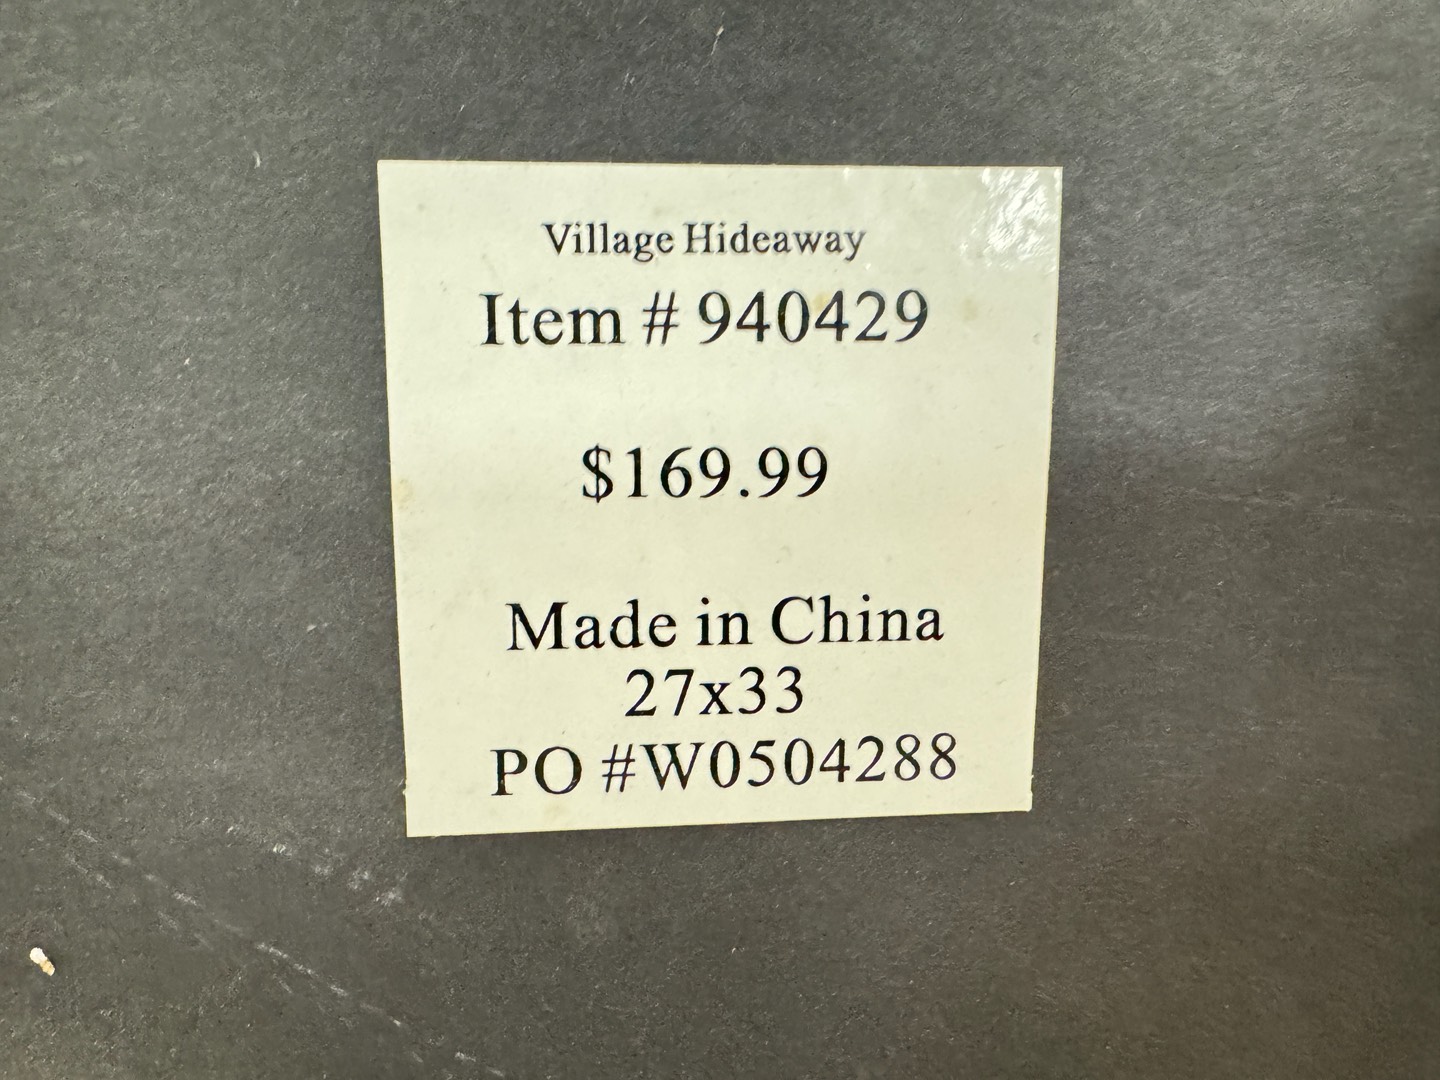 Village Hideaway
Item # 940429
$169.99
Made in China
27x33
PO #W0504288